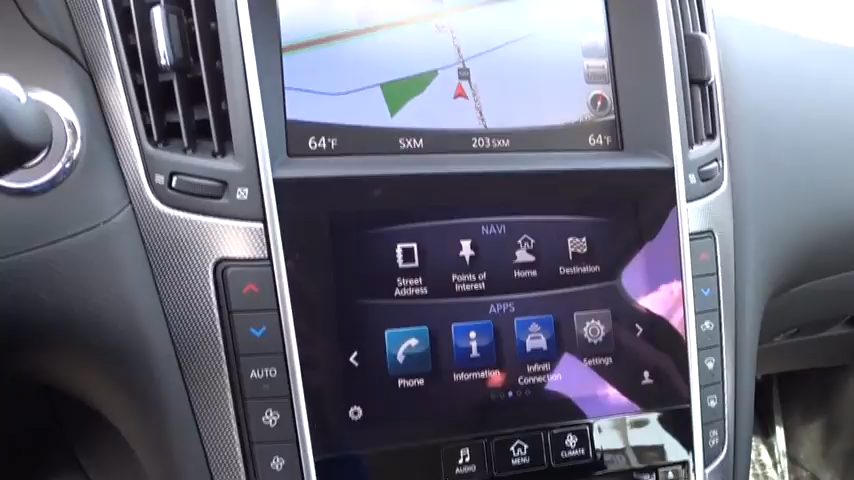 64°F SXM 203 SXM 64°F
NAVI
Street Address
Points of Interest
Home
Destination
APPS
Phone
Information
Infiniti Connection
Settings
AUTO
AUDIO
MENU
CLIMATE
ON
OFF